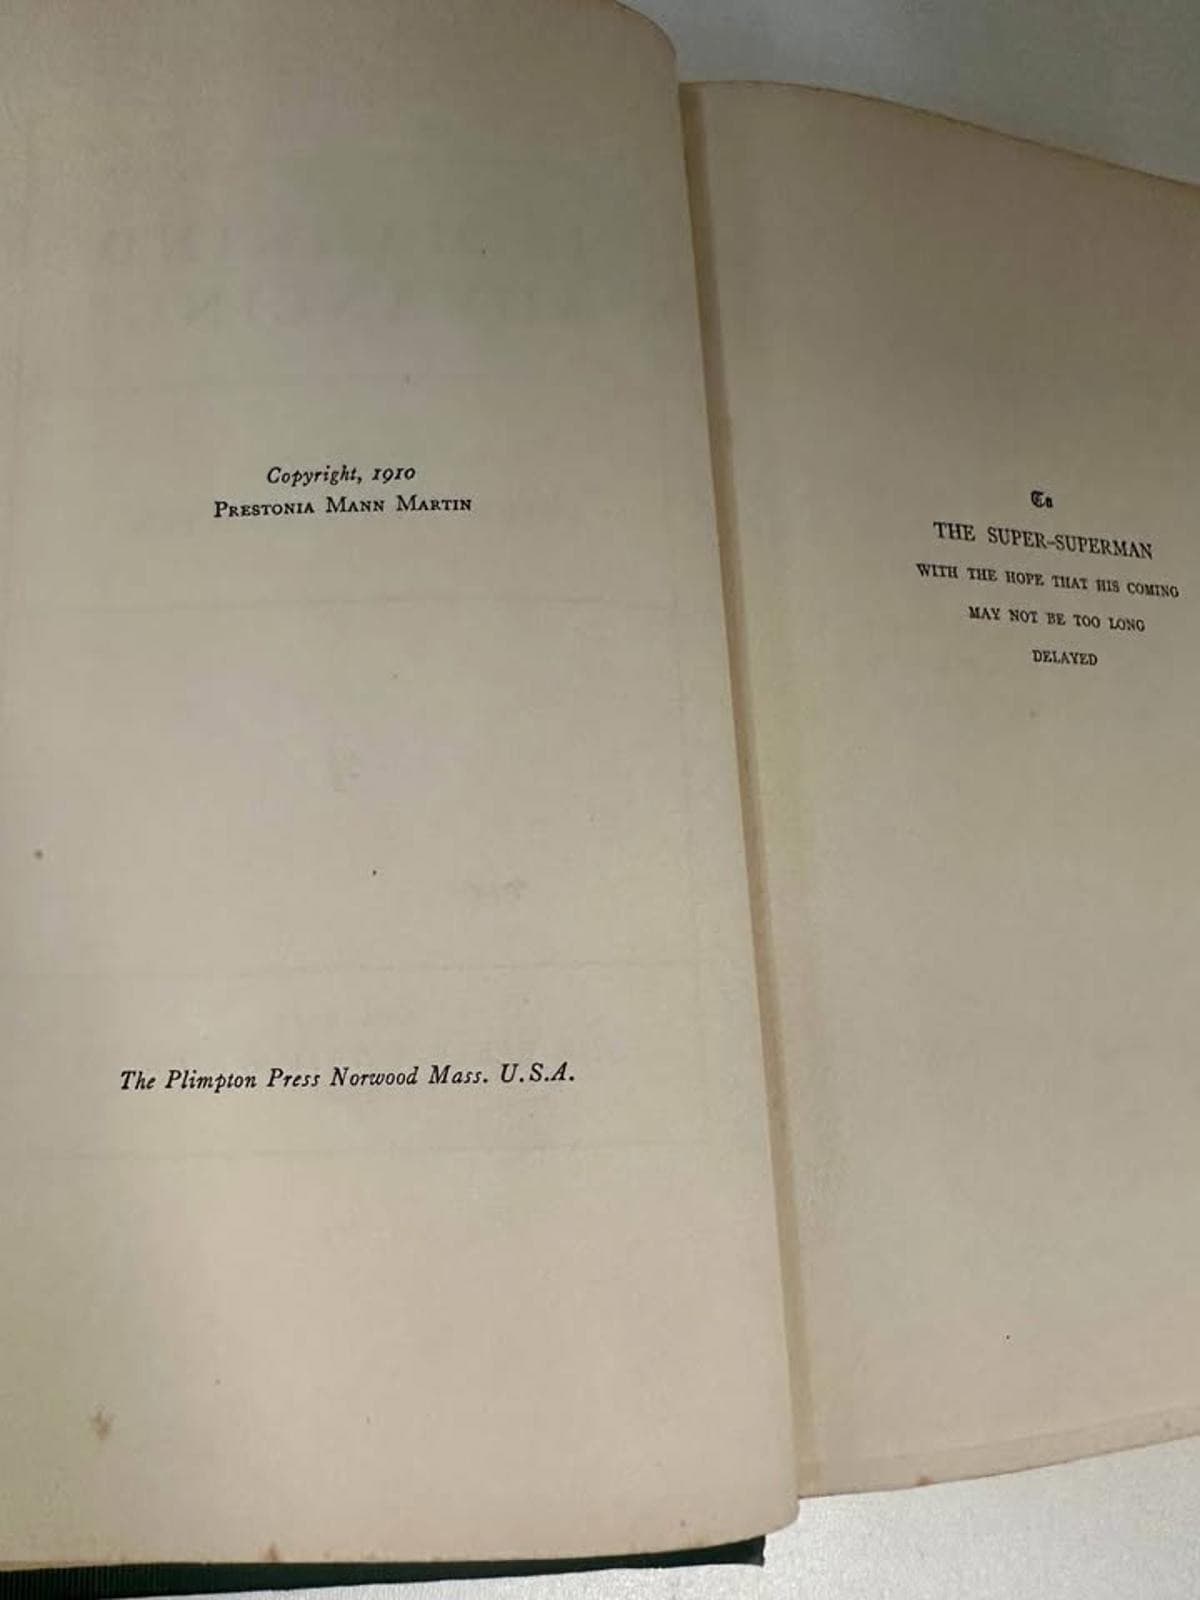 Copyright, 1910
PRESTONIA MANN MARTIN
The Plimpton Press Norwood Mass. U.S.A.
To
THE SUPER-SUPERMAN
WITH THE HOPE THAT HIS COMING
MAY NOT BE TOO LONG
DELAYED